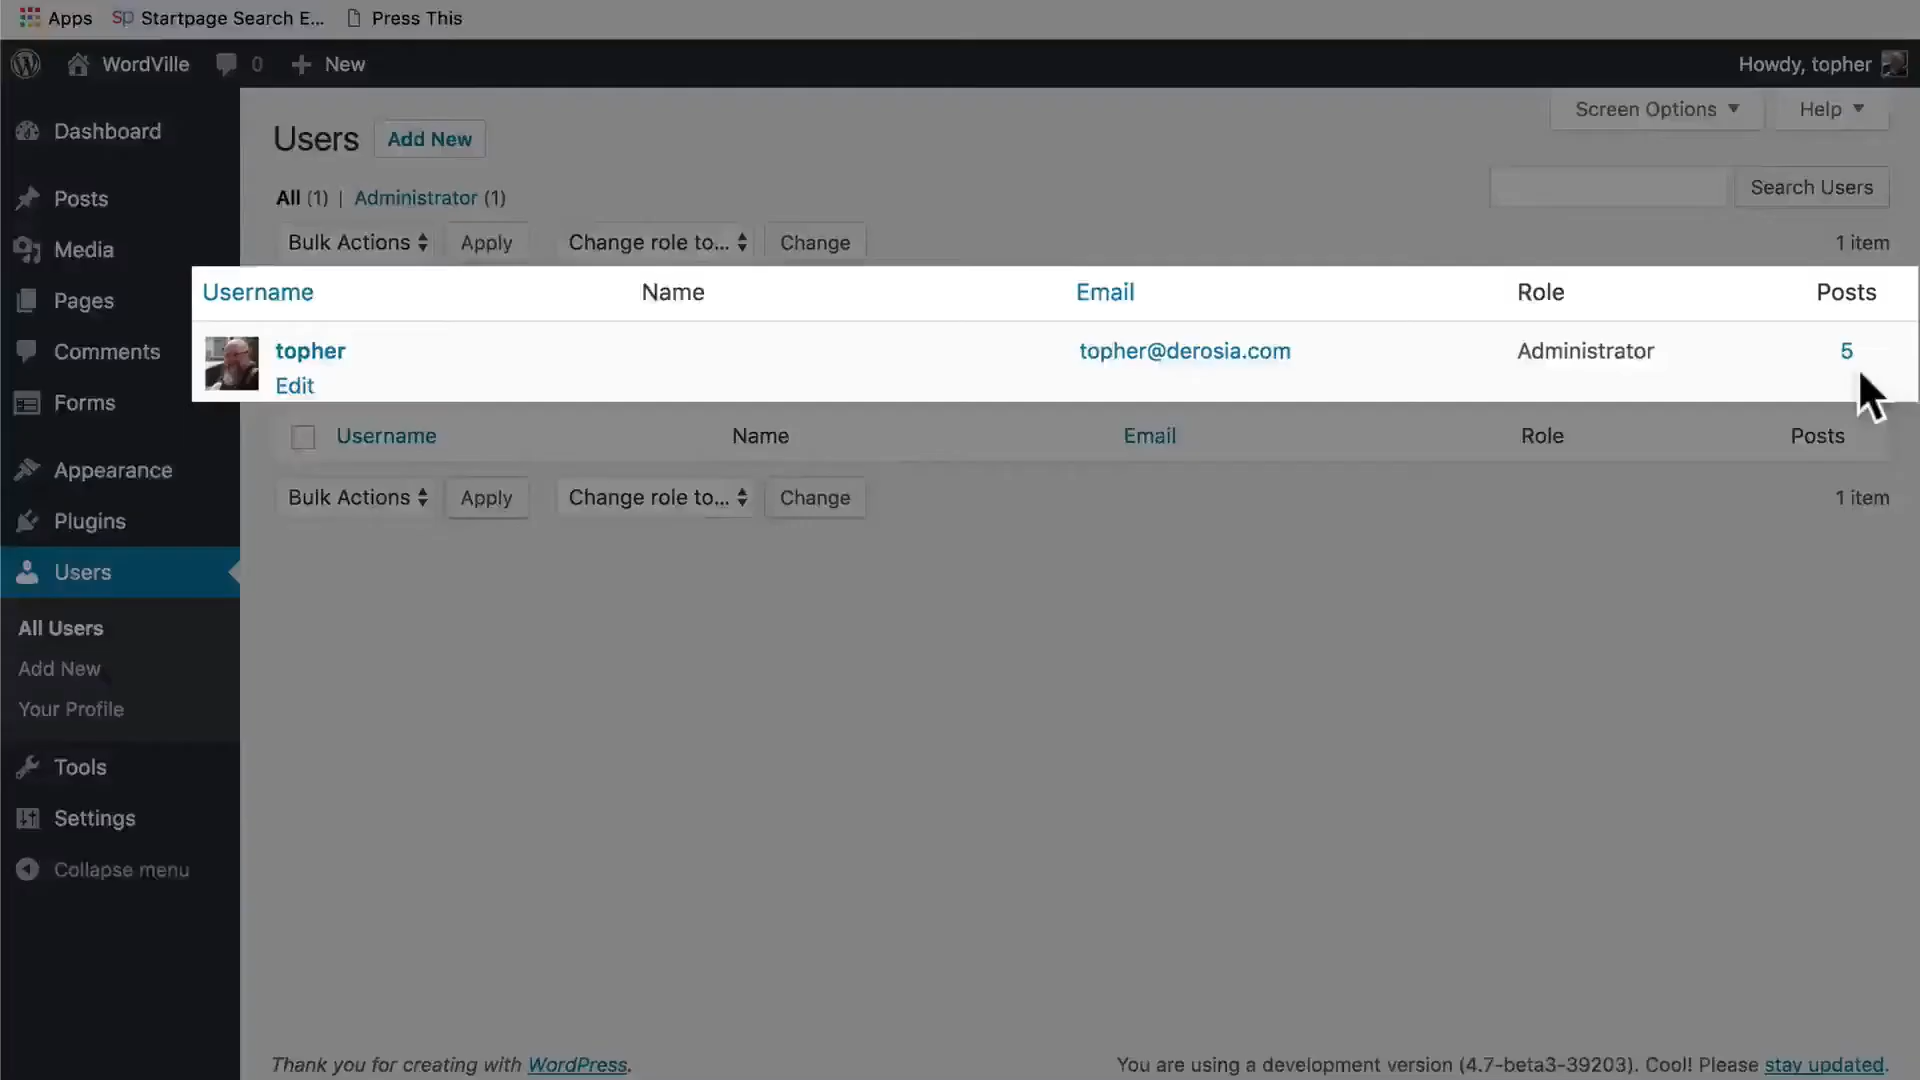 Apps Startpage Search E... Press This
WordVille 0 New Howdy, topher
Screen Options Help
Dashboard
Posts
Media
Pages
Comments
Forms
Appearance
Plugins
Users
All Users
Add New
Your Profile
Tools
Settings
Collapse menu
Users Add New
All (1) | Administrator (1)
Search Users
Bulk Actions Apply Change role to... Change 1 item
Username Name Email Role Posts
topher topher@derosia.com Administrator 5
Edit
Username Name Email Role Posts
Bulk Actions Apply Change role to... Change 1 item
Thank you for creating with WordPress. You are using a development version (4.7-beta3-39203). Cool! Please stay updated.